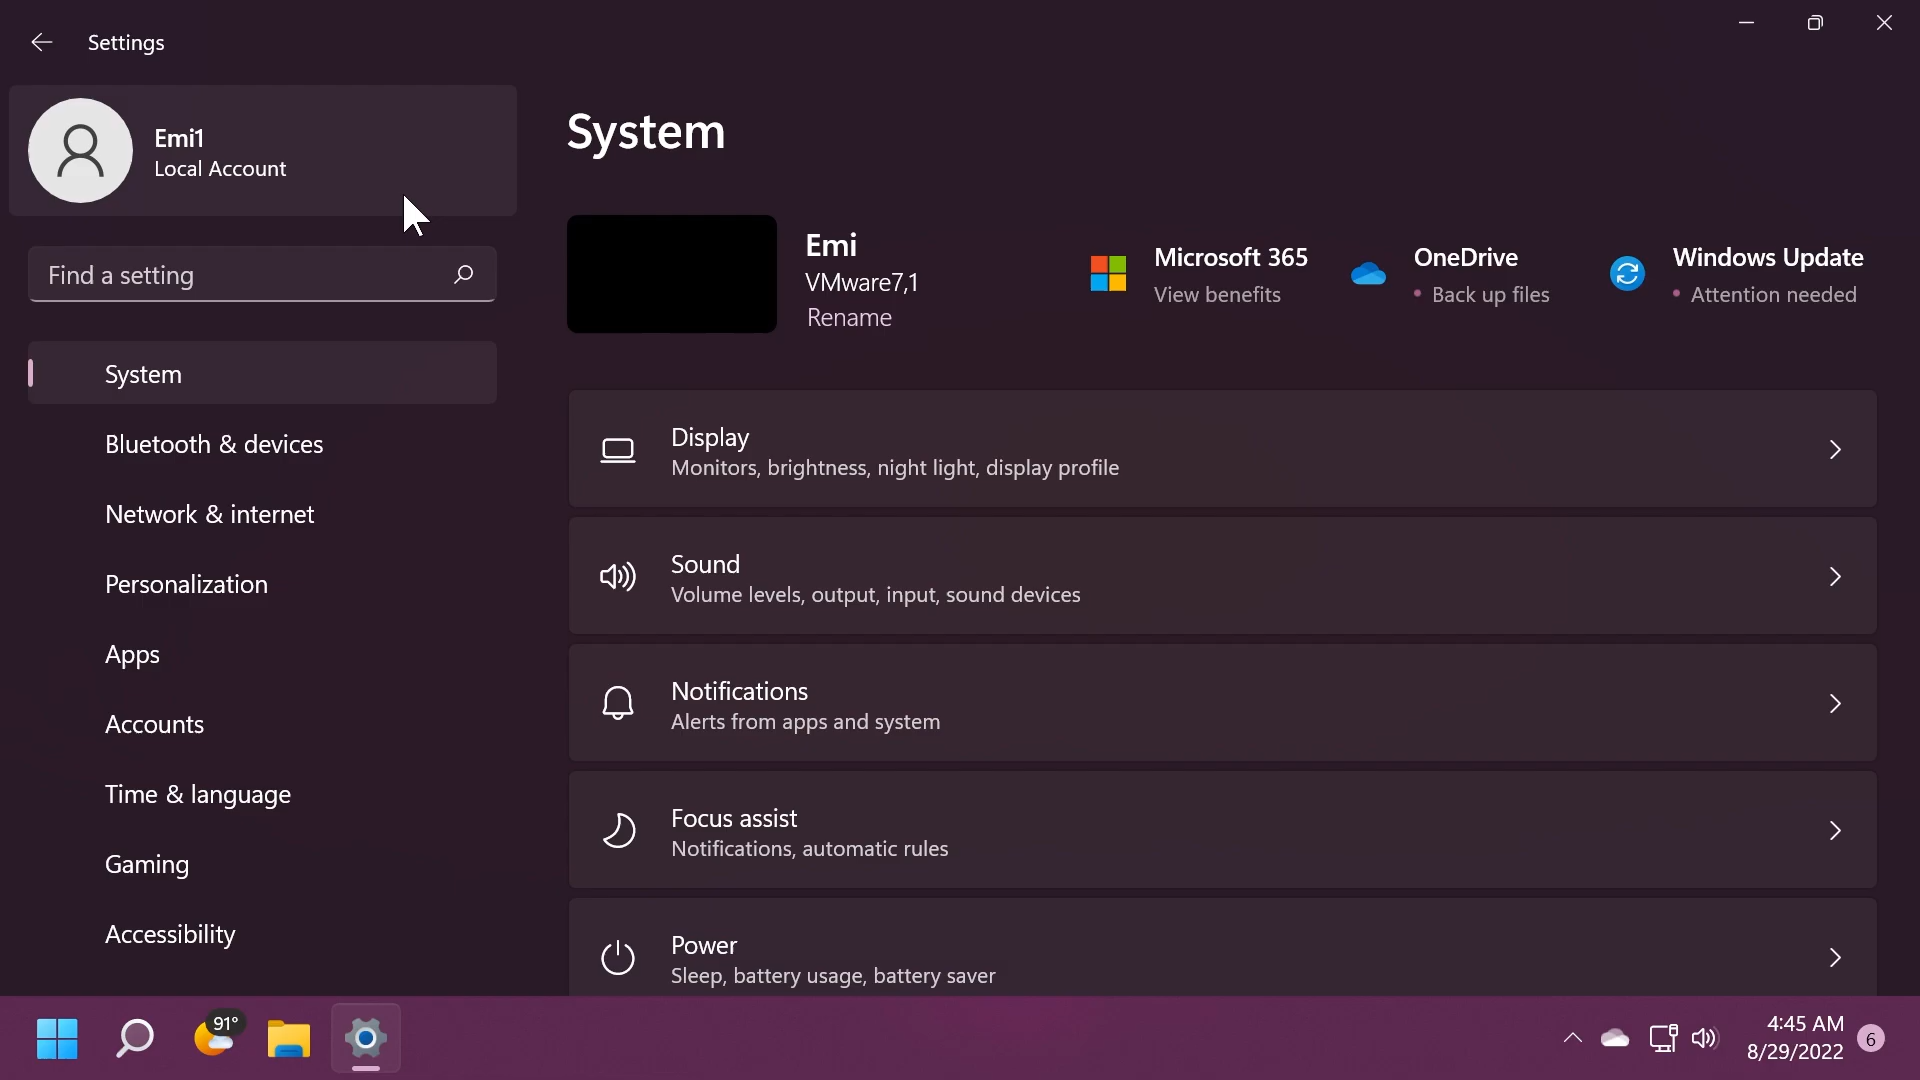 Settings
Emi1
Local Account
Find a setting
System
Bluetooth & devices
Network & internet
Personalization
Apps
Accounts
Time & language
Gaming
Accessibility
System
Emi
VMware7,1
Rename
Microsoft 365
View benefits
OneDrive
• Back up files
Windows Update
• Attention needed
Display
Monitors, brightness, night light, display profile
Sound
Volume levels, output, input, sound devices
Notifications
Alerts from apps and system
Focus assist
Notifications, automatic rules
Power
Sleep, battery usage, battery saver
91°
4:45 AM
8/29/2022
6